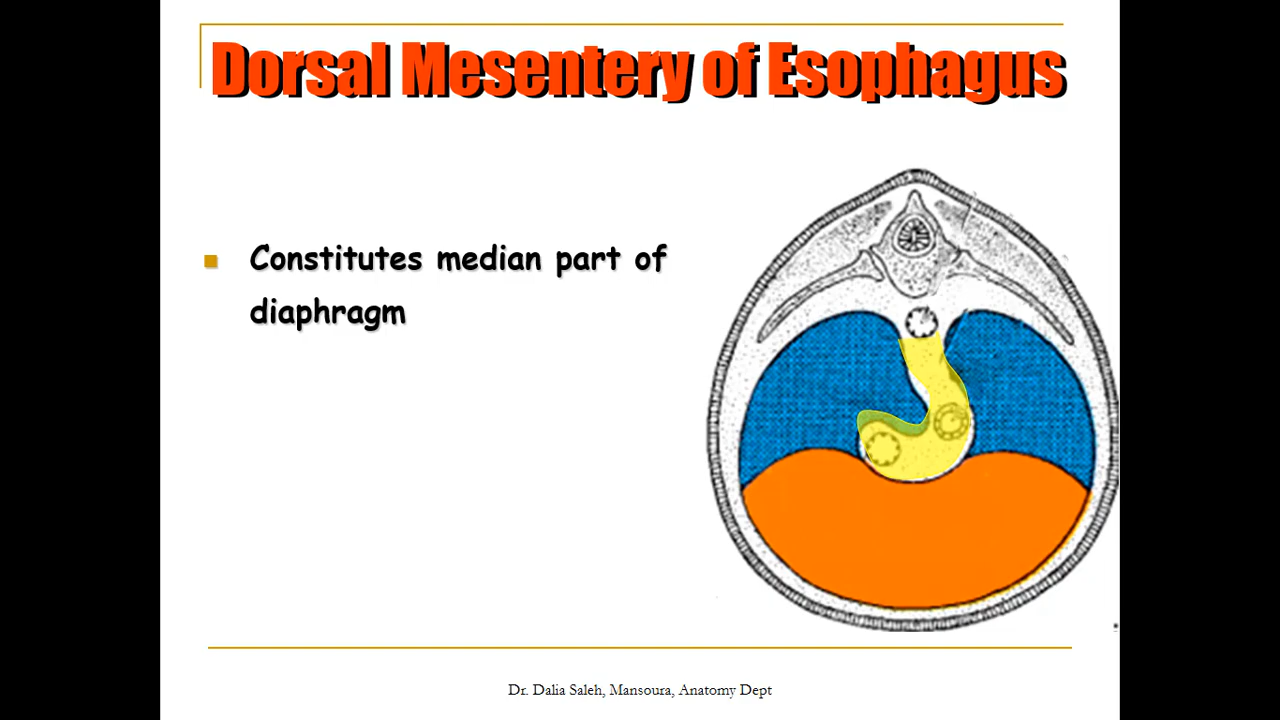 Dorsal Mesentery of Esophagus
Constitutes median part of
diaphragm
Dr. Dalia Saleh, Mansoura, Anatomy Dept